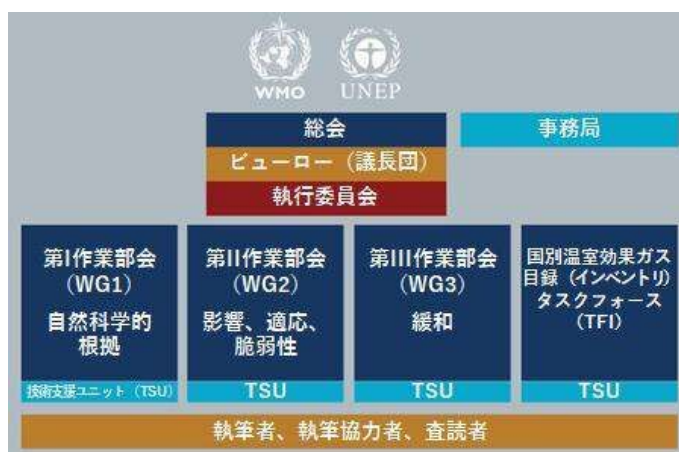 WMO
UNEP
総会
事務局
ビューロー（議長団）
執行委員会
第I作業部会
(WG1)
自然科学的
根拠
技術支援ユニット（TSU）
第II作業部会
(WG2)
影響、適応、
脆弱性
TSU
第III作業部会
(WG3)
緩和
TSU
国別温室効果ガス
目録（インベントリ）
タスクフォース
(TFI)
TSU
執筆者、執筆協力者、査読者